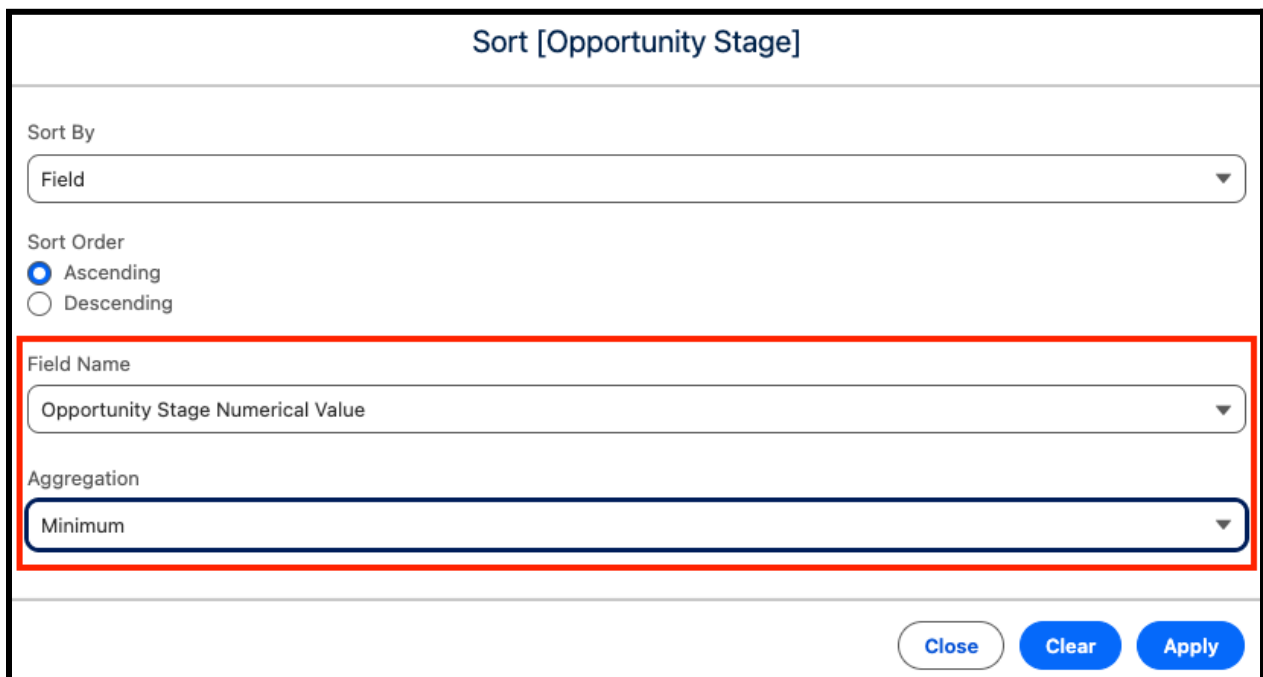 Sort [Opportunity Stage]
Sort By
Field
Sort Order
Ascending
Descending
Field Name
Opportunity Stage Numerical Value
Aggregation
Minimum
Close Clear Apply